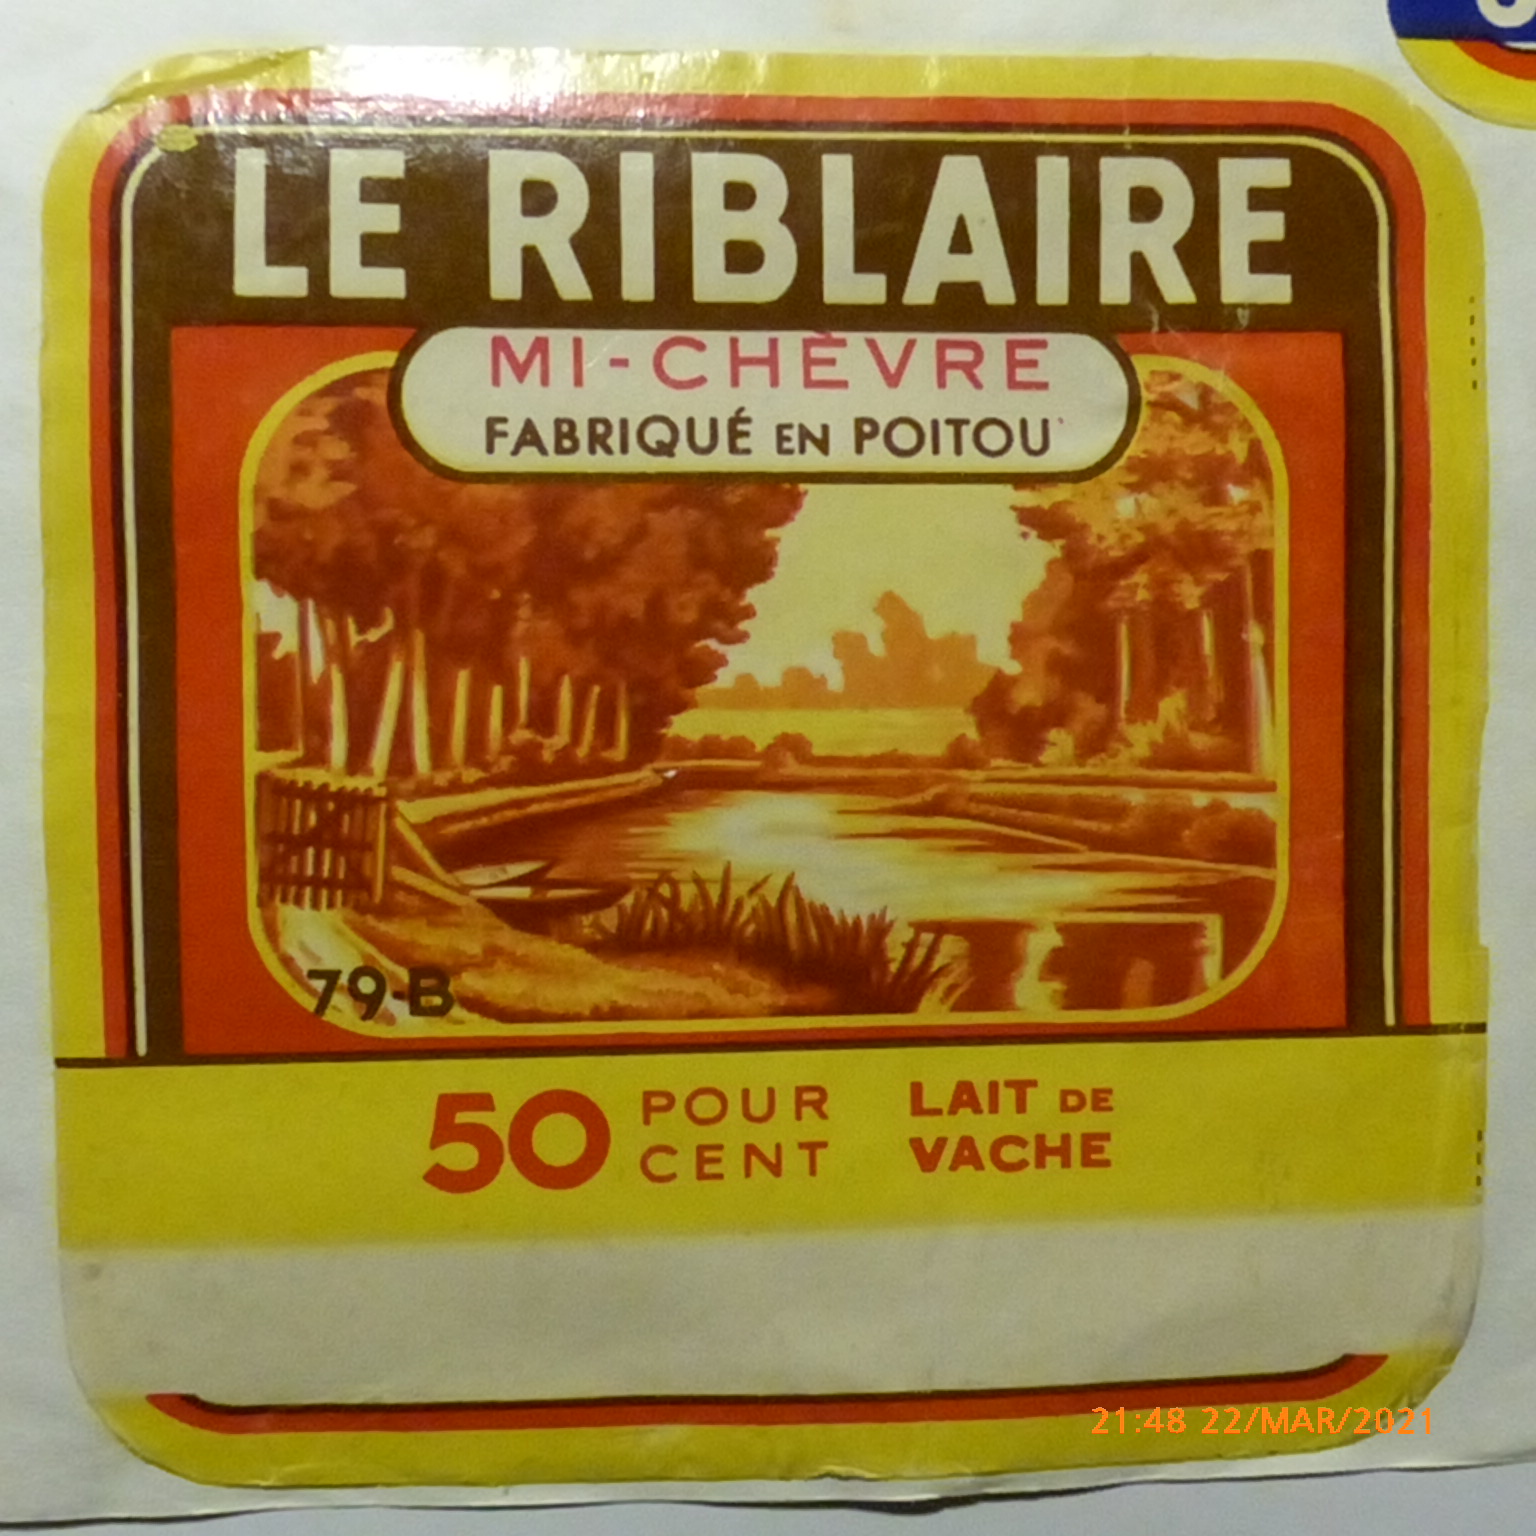 LE RIBLAIRE
MI-CHÈVRE
FABRIQUÉ EN POITOU
79-B
50 POUR CENT
LAIT DE VACHE
21:48 22/MAR/2021